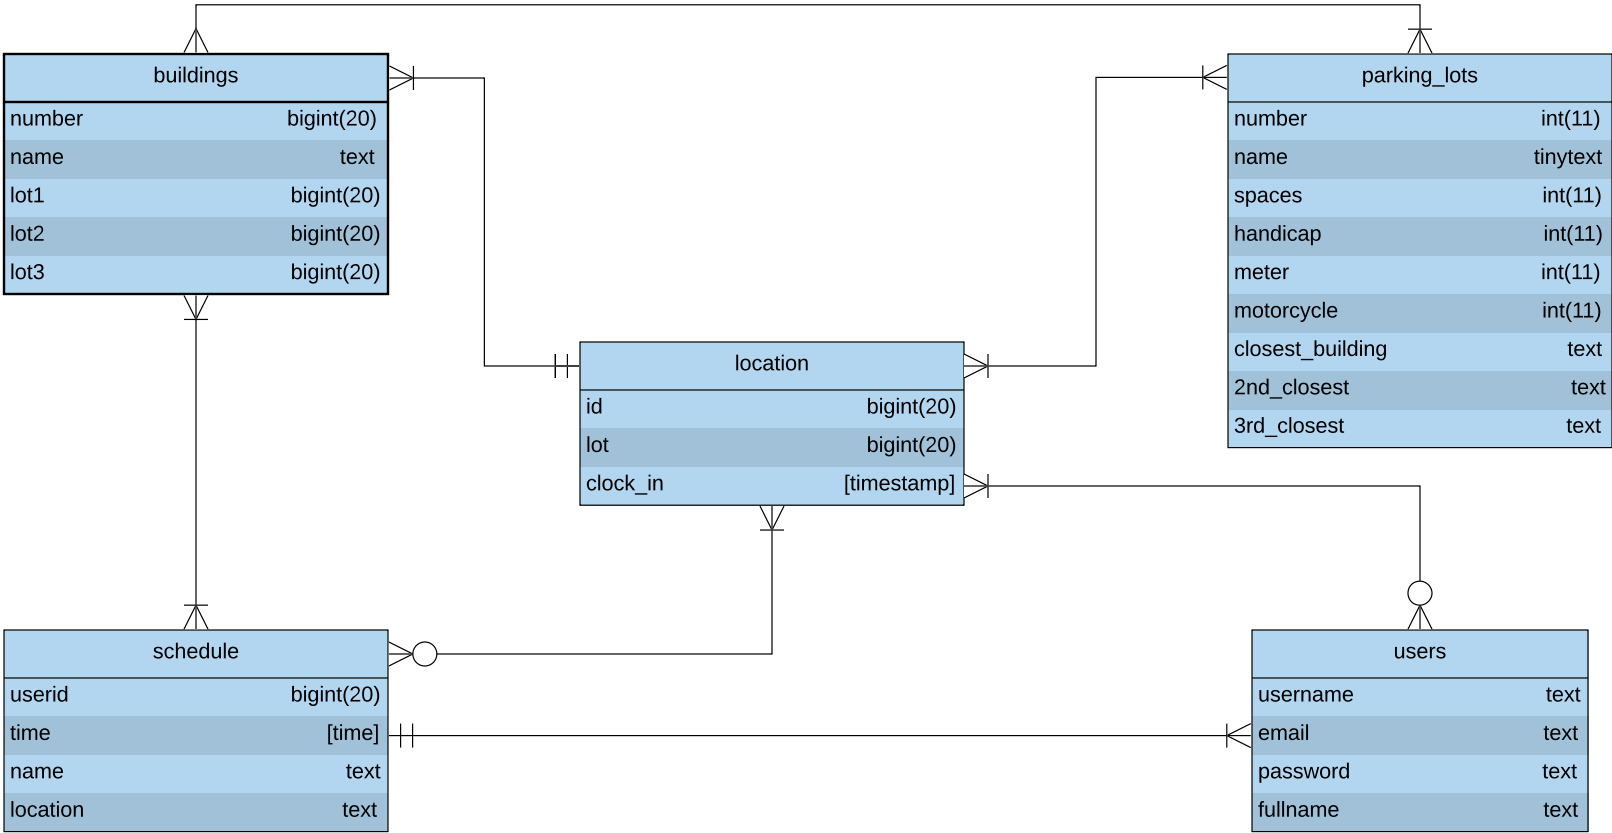 buildings
number bigint(20)
name text
lot1 bigint(20)
lot2 bigint(20)
lot3 bigint(20)
parking_lots
number int(11)
name tinytext
spaces int(11)
handicap int(11)
meter int(11)
motorcycle int(11)
closest_building text
2nd_closest text
3rd_closest text
location
id bigint(20)
lot bigint(20)
clock_in [timestamp]
schedule
userid bigint(20)
time [time]
name text
location text
users
username text
email text
password text
fullname text